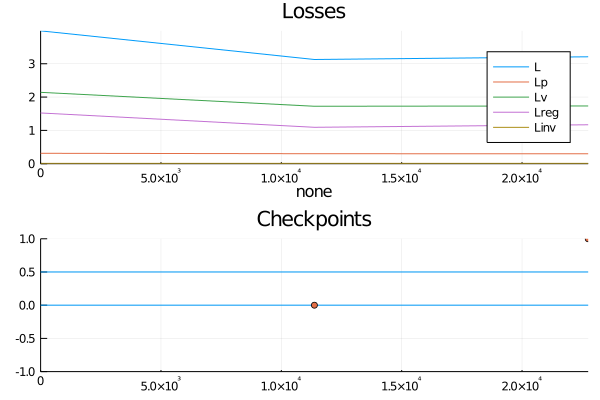 Losses
3
2
1
0
L
Lp
Lv
Lreg
Linv
0 5.0×10³ 1.0×10⁴ 1.5×10⁴ 2.0×10⁴
none
Checkpoints
1.0
0.5
0.0
-0.5
-1.0
0 5.0×10³ 1.0×10⁴ 1.5×10⁴ 2.0×10⁴